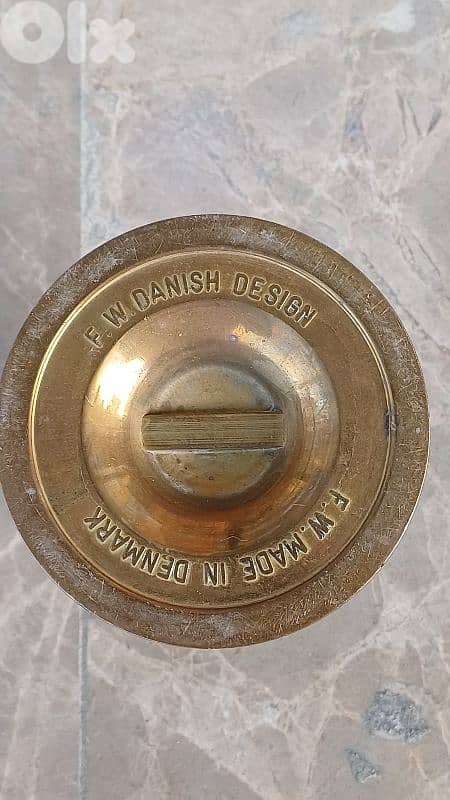 OLX
F.W. DANISH DESIGN
F.W. MADE IN DENMARK